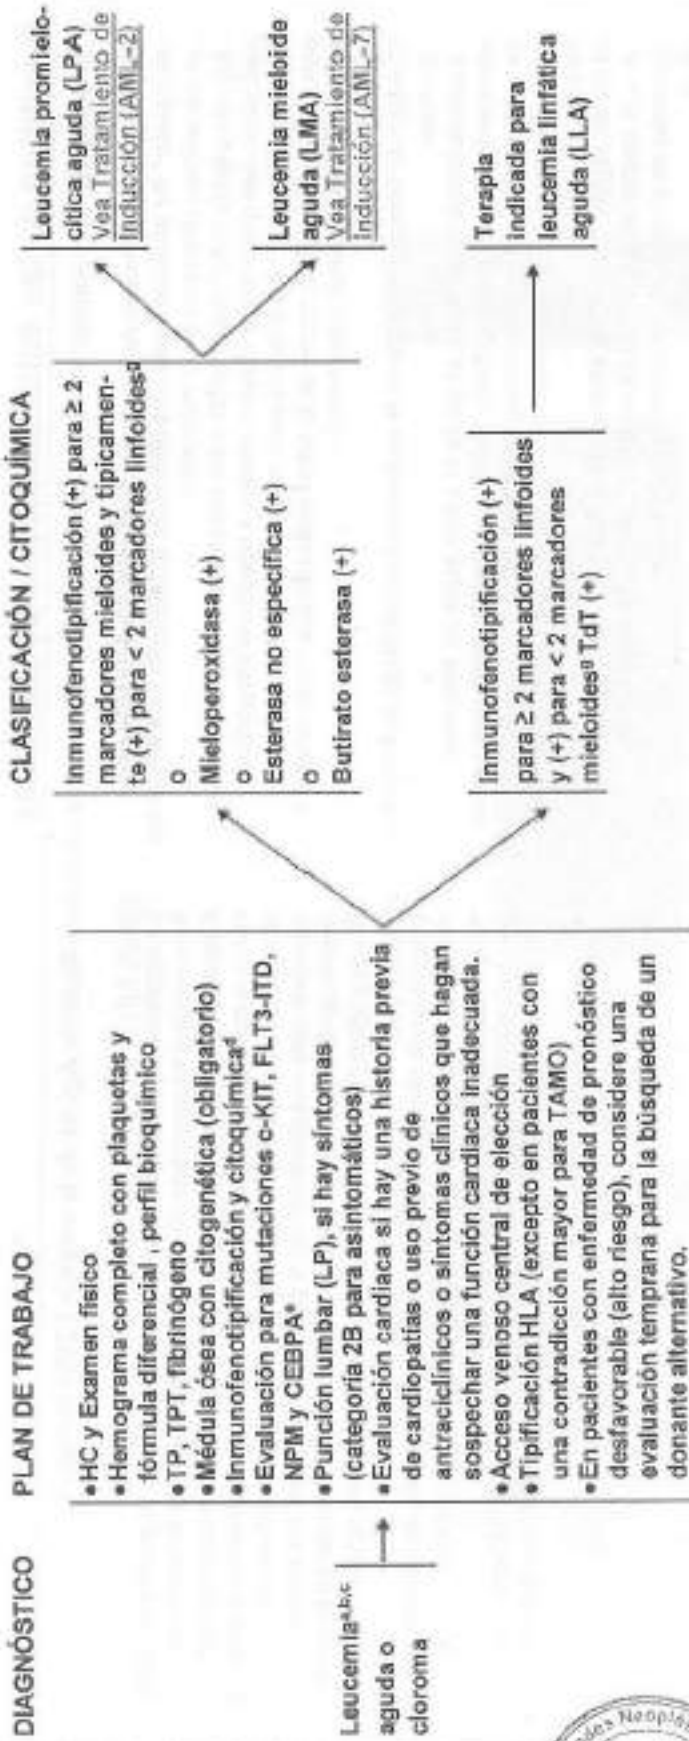 DIAGNÓSTICO
Leucemiaᵃ·ᵇ·ᶜ
aguda o
cloroma
PLAN DE TRABAJO
●HC y Examen físico
●Hemograma completo con plaquetas y
fórmula diferencial , perfil bioquímico
●TP, TPT, fibrinógeno
●Médula ósea con citogenética (obligatorio)
●Inmunofenotipificación y citoquímicaᵈ
●Evaluación para mutaciones c-KIT, FLT3-ITD,
NPM y CEBPAᵉ
●Punción lumbar (LP), si hay síntomas
(categoría 2B para asintomáticos)
●Evaluación cardiaca si hay una historia previa
de cardiopatías o uso previo de
antraciclínicos o síntomas clínicos que hagan
sospechar una función cardiaca inadecuada.
●Acceso venoso central de elección
●Tipificación HLA (excepto en pacientes con
una contradicción mayor para TAMO)
●En pacientes con enfermedad de pronóstico
desfavorable (alto riesgo), considere una
evaluación temprana para la búsqueda de un
donante alternativo.
CLASIFICACIÓN / CITOQUÍMICA
Inmunofenotipificación (+) para ≥ 2
marcadores mieloides y típicamen-
te (+) para < 2 marcadores linfoidesᵍ
o
Mieloperoxidasa (+)
o
Esterasa no específica (+)
o
Butirato esterasa (+)
Inmunofenotipificación (+)
para ≥ 2 marcadores linfoides
y (+) para < 2 marcadores
mieloidesᵍ TdT (+)
Leucemia promielo-
cítica aguda (LPA)
Vea Tratamiento de
Inducción (AML-2)
Leucemia mieloide
aguda (LMA)
Vea Tratamiento de
Inducción (AML-7)
Terapia
indicada para
leucemia linfática
aguda (LLA)